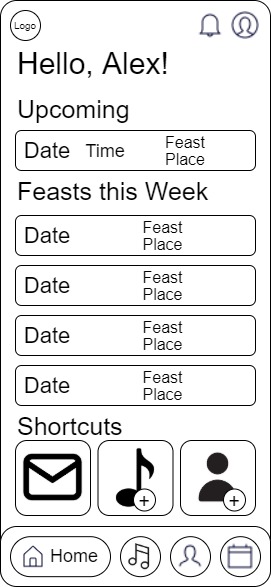 Logo
Hello, Alex!
Upcoming
Date Time Feast
Place
Feasts this Week
Date Feast
Place
Date Feast
Place
Date Feast
Place
Date Feast
Place
Shortcuts
Home